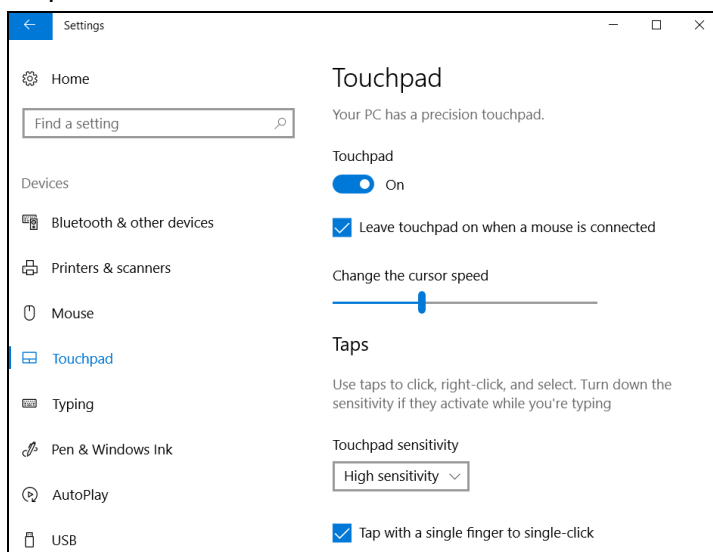 Settings
Home
Find a setting
Devices
Bluetooth & other devices
Printers & scanners
Mouse
Touchpad
Typing
Pen & Windows Ink
AutoPlay
USB
Touchpad
Your PC has a precision touchpad.
Touchpad
On
Leave touchpad on when a mouse is connected
Change the cursor speed
Taps
Use taps to click, right-click, and select. Turn down the
sensitivity if they activate while you're typing
Touchpad sensitivity
High sensitivity
Tap with a single finger to single-click